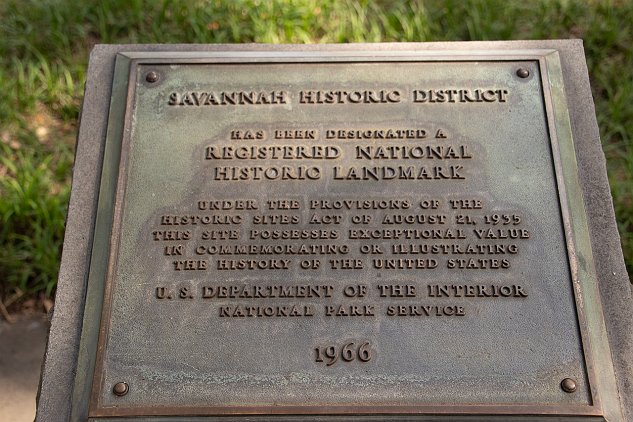 SAVANNAH HISTORIC DISTRICT
HAS BEEN DESIGNATED A
REGISTERED NATIONAL
HISTORIC LANDMARK
UNDER THE PROVISIONS OF THE
HISTORIC SITES ACT OF AUGUST 21, 1935
THIS SITE POSSESSES EXCEPTIONAL VALUE
IN COMMEMORATING OR ILLUSTRATING
THE HISTORY OF THE UNITED STATES
U. S. DEPARTMENT OF THE INTERIOR
NATIONAL PARK SERVICE
1966